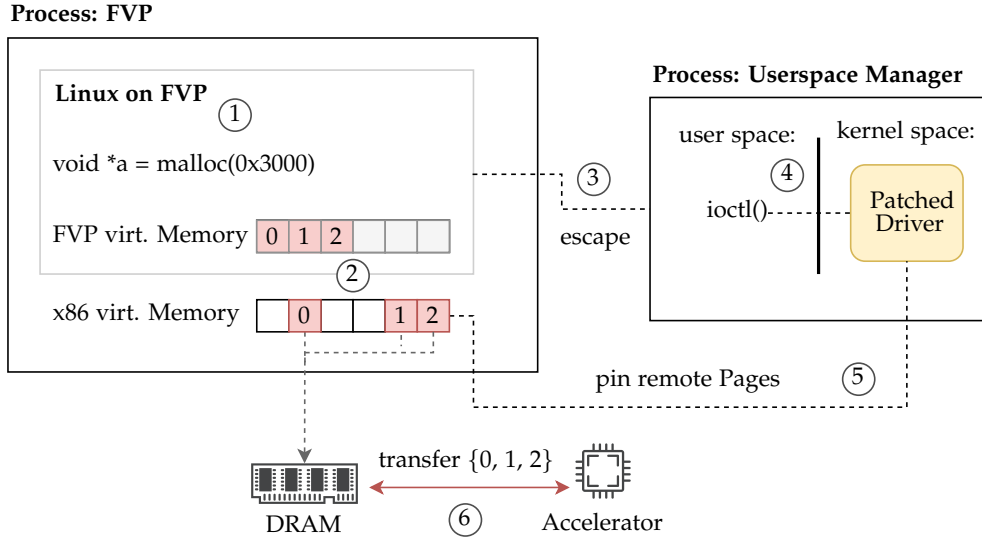 Process: FVP
Linux on FVP
1
void *a = malloc(0x3000)
FVP virt. Memory 0 1 2
2
x86 virt. Memory 0 1 2
3
escape
Process: Userspace Manager
user space: kernel space:
4
ioctl()
Patched
Driver
pin remote Pages 5
transfer {0, 1, 2}
6
DRAM
Accelerator